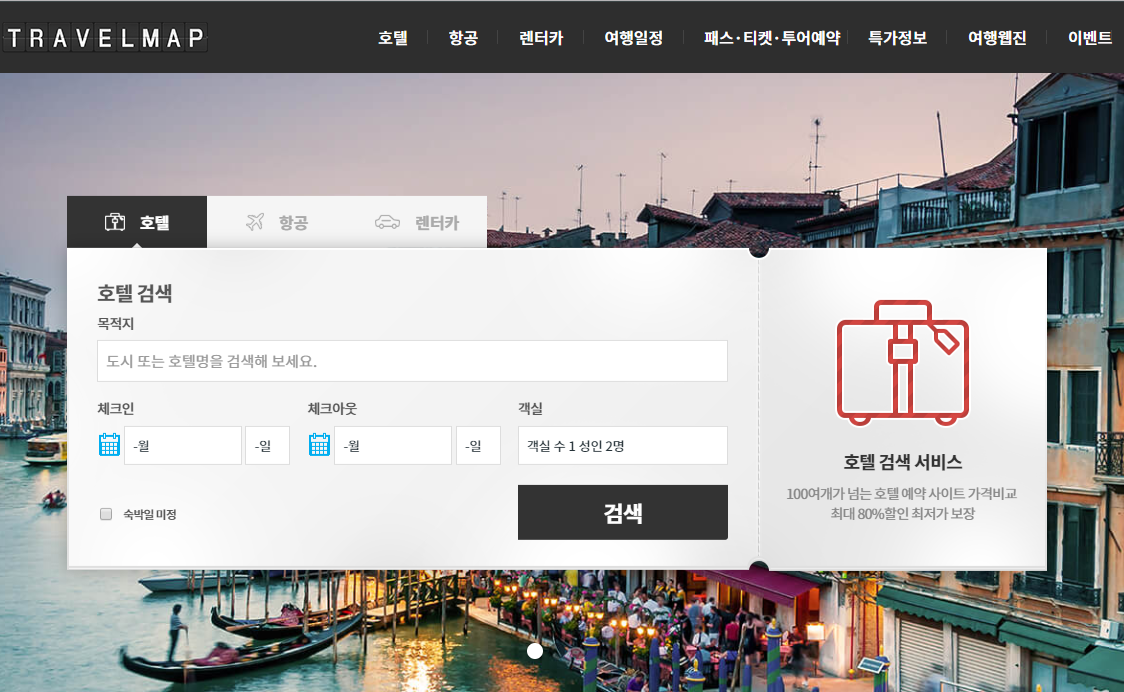 TRAVELMAP
호텔 항공 렌터카 여행일정 패스·티켓·투어예약 특가정보 여행웹진 이벤트
호텔 항공 렌터카
호텔 검색
목적지
도시 또는 호텔명을 검색해 보세요.
체크인 체크아웃 객실
-월 -일 -월 -일 객실 수 1 성인 2명
숙박일 미정
검색
호텔 검색 서비스
100여개가 넘는 호텔 예약 사이트 가격비교
최대 80%할인 최저가 보장